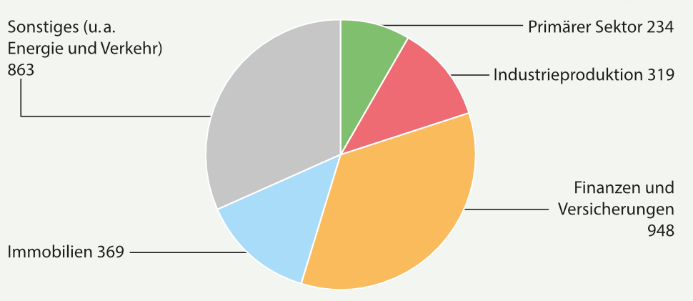 Sonstiges (u. a.
Energie und Verkehr)
863
Primärer Sektor 234
Industrieproduktion 319
Finanzen und
Versicherungen
948
Immobilien 369